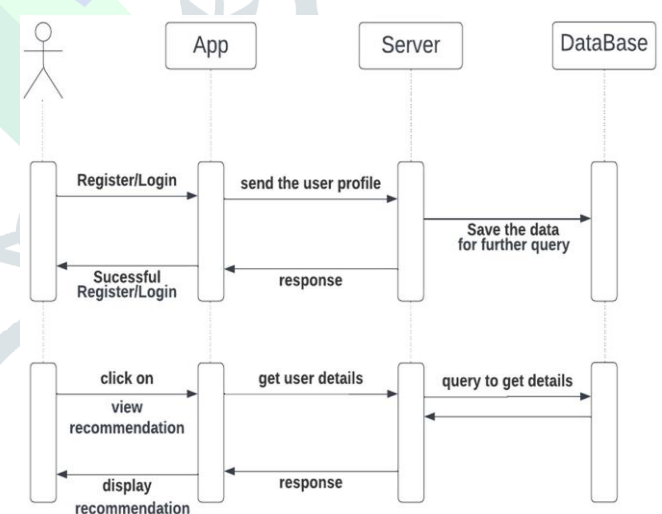 App
Server
DataBase
Register/Login
send the user profile
Save the data
for further query
Sucessful
Register/Login
response
click on
view
recommendation
get user details
query to get details
display
recommendation
response